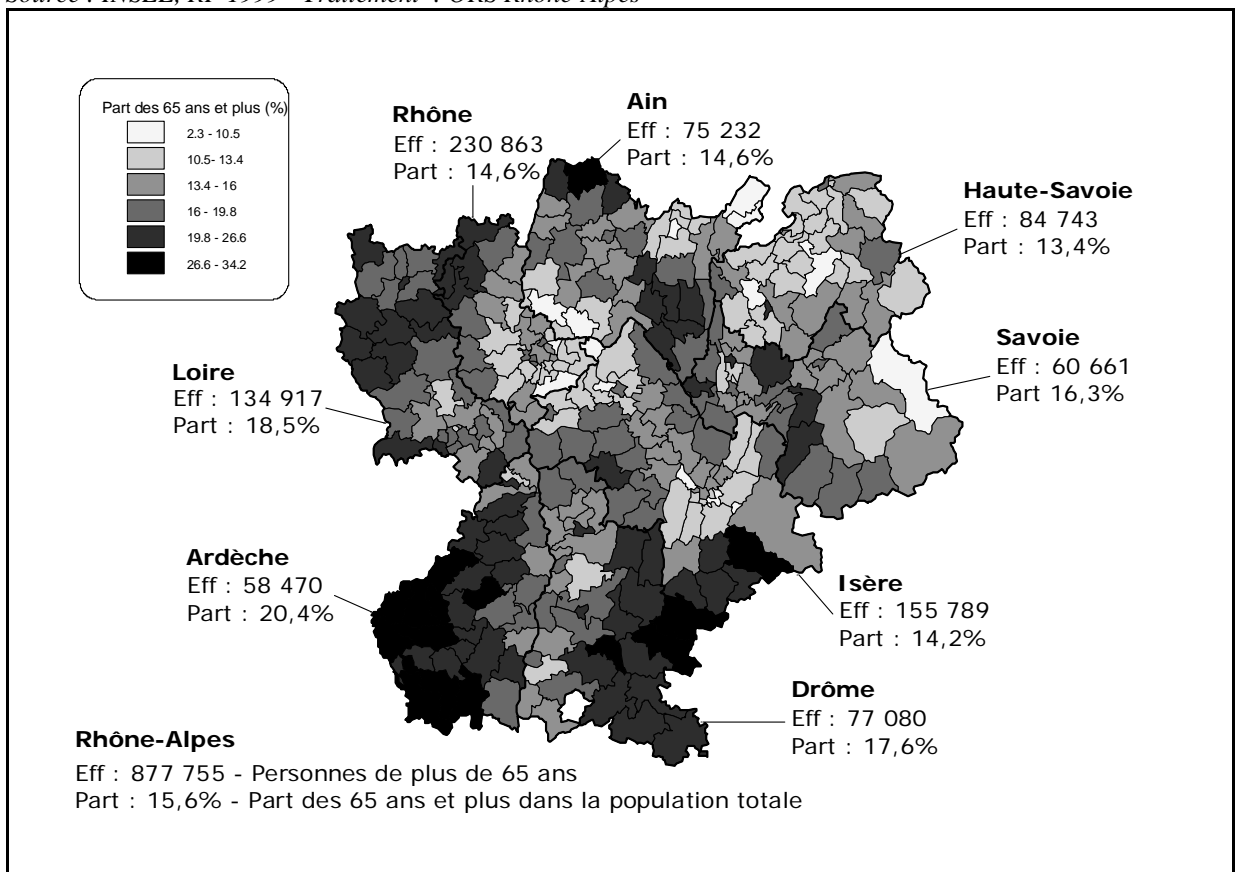 Source : INSEE, RP 1999 - Traitement : ORS Rhône-Alpes
Part des 65 ans et plus (%)
2.3 - 10.5
10.5- 13.4
13.4 - 16
16 - 19.8
19.8 - 26.6
26.6 - 34.2
Rhône
Eff : 230 863
Part : 14,6%
Ain
Eff : 75 232
Part : 14,6%
Haute-Savoie
Eff : 84 743
Part : 13,4%
Savoie
Eff : 60 661
Part 16,3%
Loire
Eff : 134 917
Part : 18,5%
Ardèche
Eff : 58 470
Part : 20,4%
Isère
Eff : 155 789
Part : 14,2%
Drôme
Eff : 77 080
Part : 17,6%
Rhône-Alpes
Eff : 877 755 - Personnes de plus de 65 ans
Part : 15,6% - Part des 65 ans et plus dans la population totale